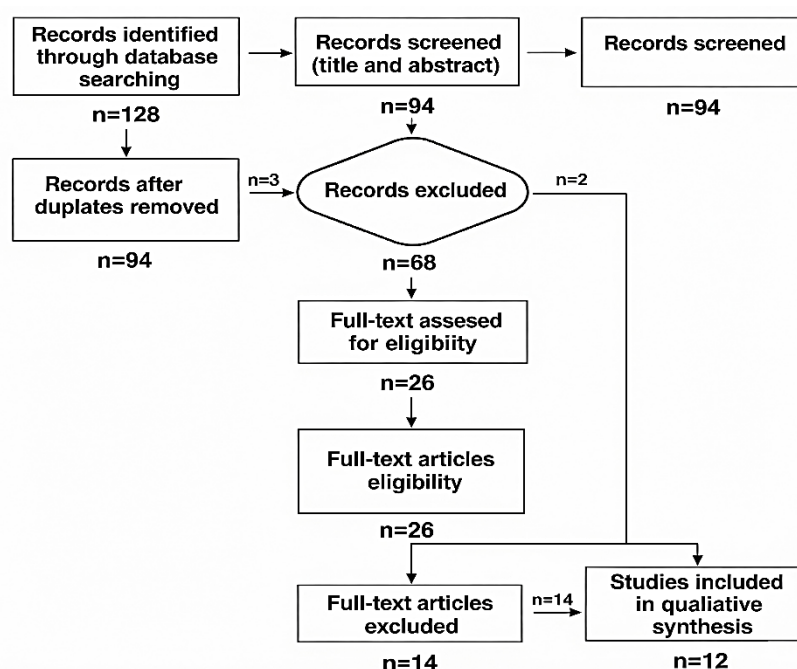 Records identified
through database
searching
n=128
Records screened
(title and abstract)
n=94
Records screened
n=94
Records after
duplates removed
n=94
n=3
Records excluded
n=68
n=2
Full-text assesed
for eligibiity
n=26
Full-text articles
eligibility
n=26
Full-text articles
excluded
n=14
n=14
Studies included
in qualiative
synthesis
n=12